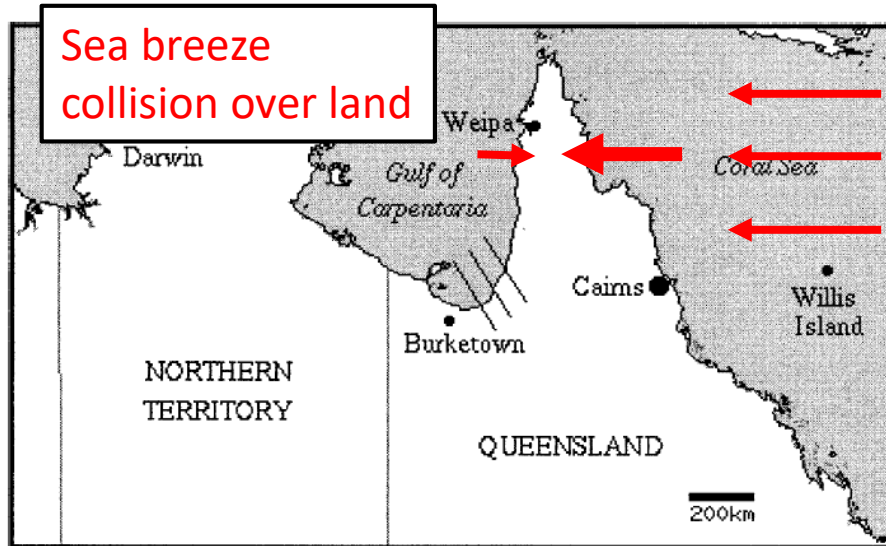 Sea breeze
collision over land
Weipa
Darwin
Gulf of
Carpentaria
Coral Sea
Cairns
Willis
Island
Burketown
NORTHERN
TERRITORY
QUEENSLAND
200km